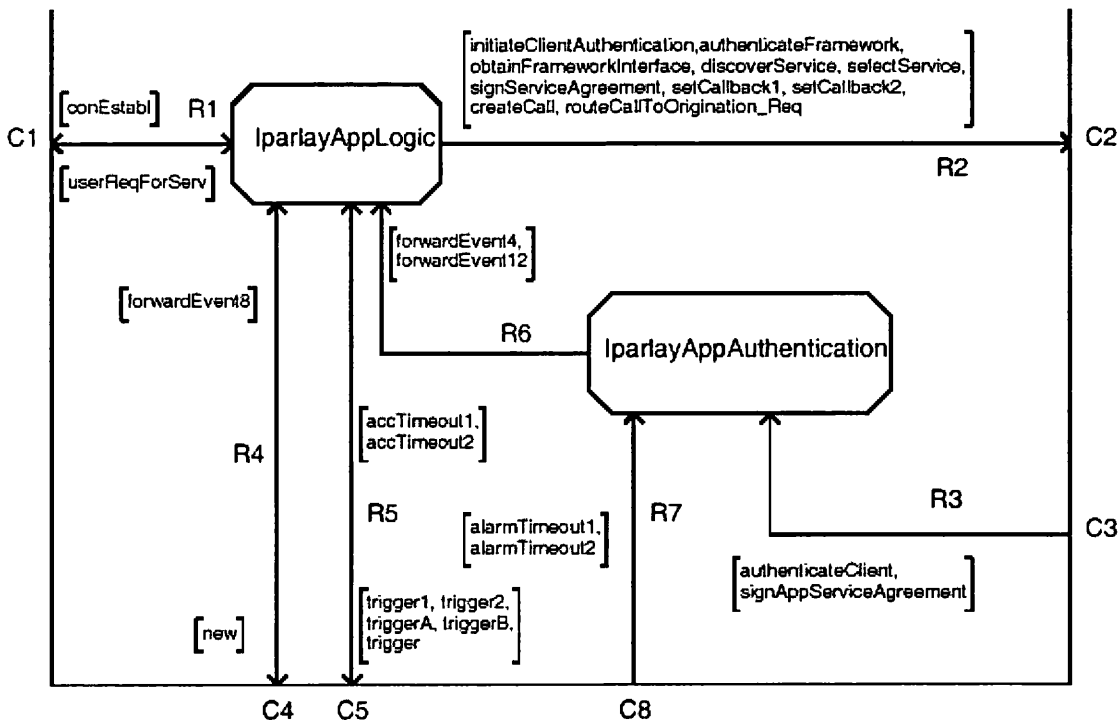 [initiateClientAuthentication,authenticateFramework,
obtainFrameworkInterface, discoverService, selectService,
signServiceAgreement, setCallback1, setCallback2,
createCall, routeCallToOrigination_Req]
[conEstabl]
R1
C1
IparlayAppLogic
C2
R2
[userReqForServ]
[forwardEvent4,
forwardEvent12]
[forwardEvent8]
R6
IparlayAppAuthentication
[accTimeout1,
accTimeout2]
R4
R5
[alarmTimeout1,
alarmTimeout2]
R7
R3
C3
[authenticateClient,
signAppServiceAgreement]
[new]
[trigger1, trigger2,
triggerA, triggerB,
trigger]
C4
C5
C8